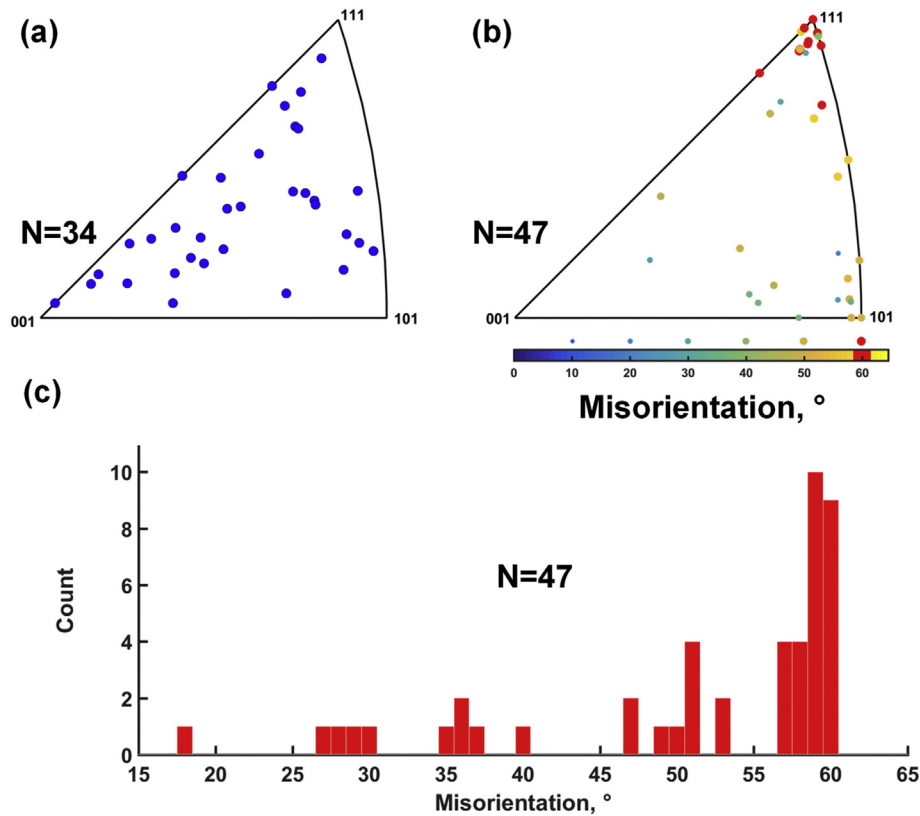 (a)
111
N=34
001
101
(b)
111
N=47
001
101
0 10 20 30 40 50 60
Misorientation, °
(c)
10
8
6
4
2
0
Count
N=47
15 20 25 30 35 40 45 50 55 60 65
Misorientation, °